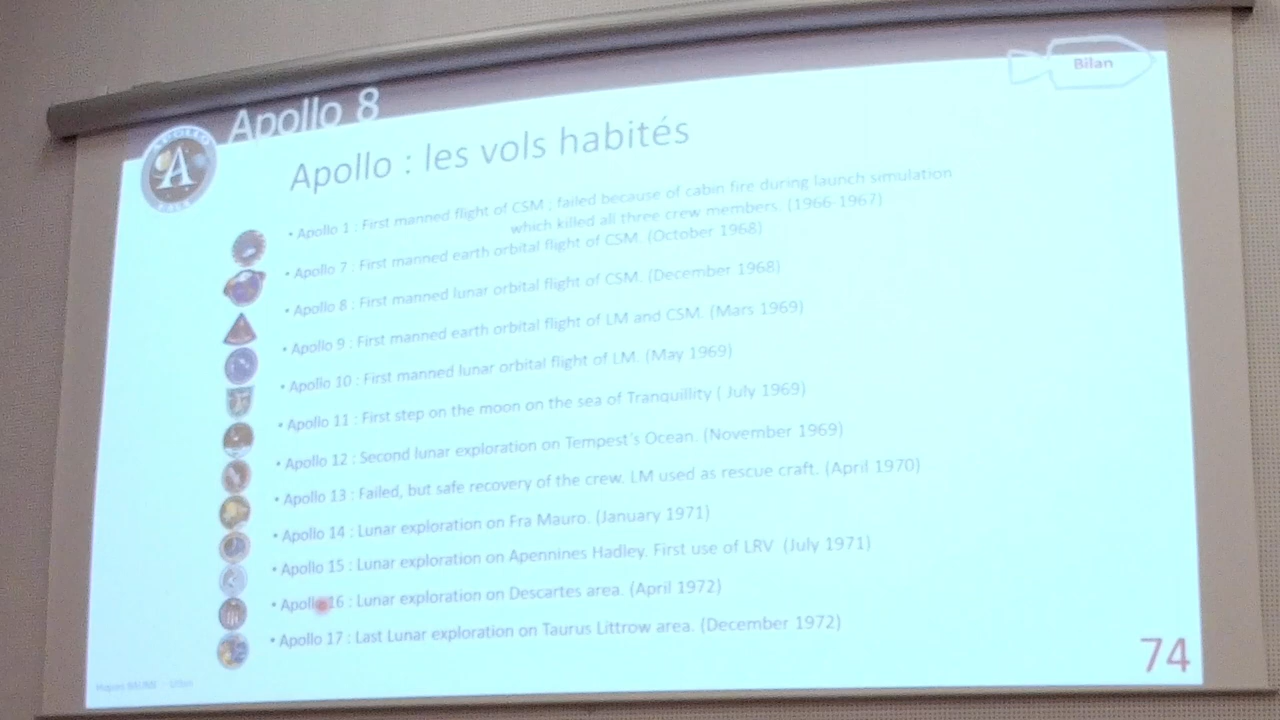 Bilan
Apollo 8
APOLLO
A
Apollo : les vols habités
• Apollo 1 : First manned flight of CSM ; failed because of cabin fire during launch simulation
which killed all three crew members. (1966-1967)
• Apollo 7 : First manned earth orbital flight of CSM. (October 1968)
• Apollo 8 : First manned lunar orbital flight of CSM. (December 1968)
• Apollo 9 : First manned earth orbital flight of LM and CSM. (Mars 1969)
• Apollo 10 : First manned lunar orbital flight of LM. (May 1969)
• Apollo 11 : First step on the moon on the sea of Tranquillity ( July 1969)
• Apollo 12 : Second lunar exploration on Tempest's Ocean. (November 1969)
• Apollo 13 : Failed, but safe recovery of the crew. LM used as rescue craft. (April 1970)
• Apollo 14 : Lunar exploration on Fra Mauro. (January 1971)
• Apollo 15 : Lunar exploration on Apennines Hadley. First use of LRV (July 1971)
• Apollo 16 : Lunar exploration on Descartes area. (April 1972)
• Apollo 17 : Last Lunar exploration on Taurus Littrow area. (December 1972)
74